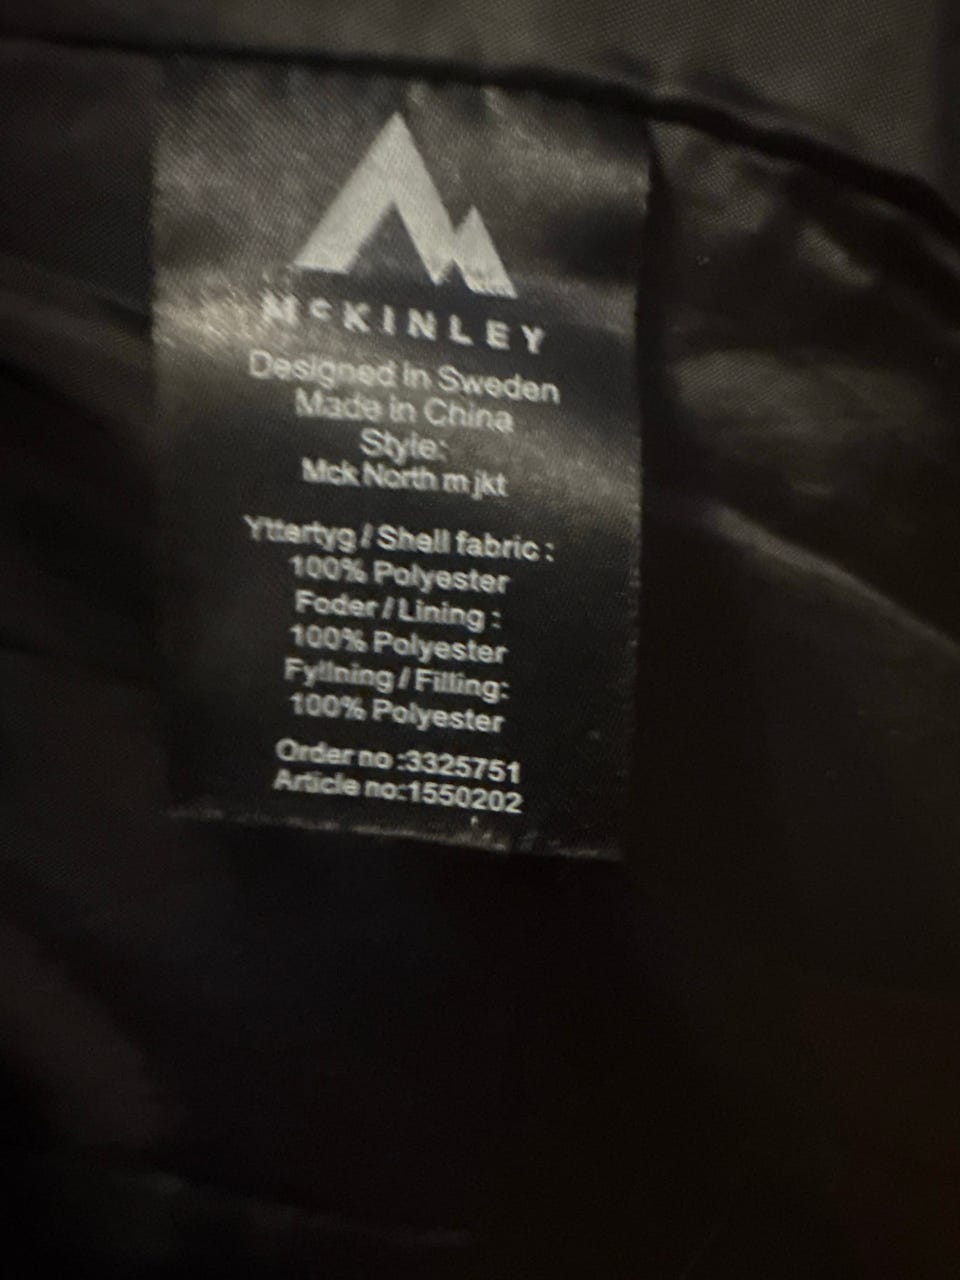 McKINLEY
Designed in Sweden
Made in China
Style:
Mck North m jkt
Yttertyg / Shell fabric :
100% Polyester
Foder / Lining :
100% Polyester
Fyllning / Filling:
100% Polyester
Order no :3325751
Article no:1550202